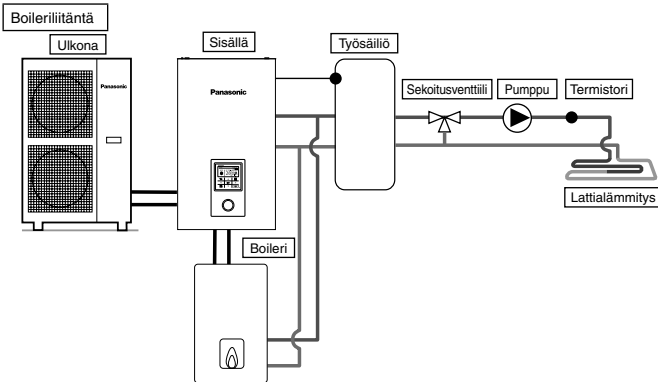 Boileriliitäntä
Ulkona
Sisällä
Työsäiliö
Panasonic
Panasonic
Sekoitusventtiili
Pumppu
Termistori
Lattialämmitys
Boileri